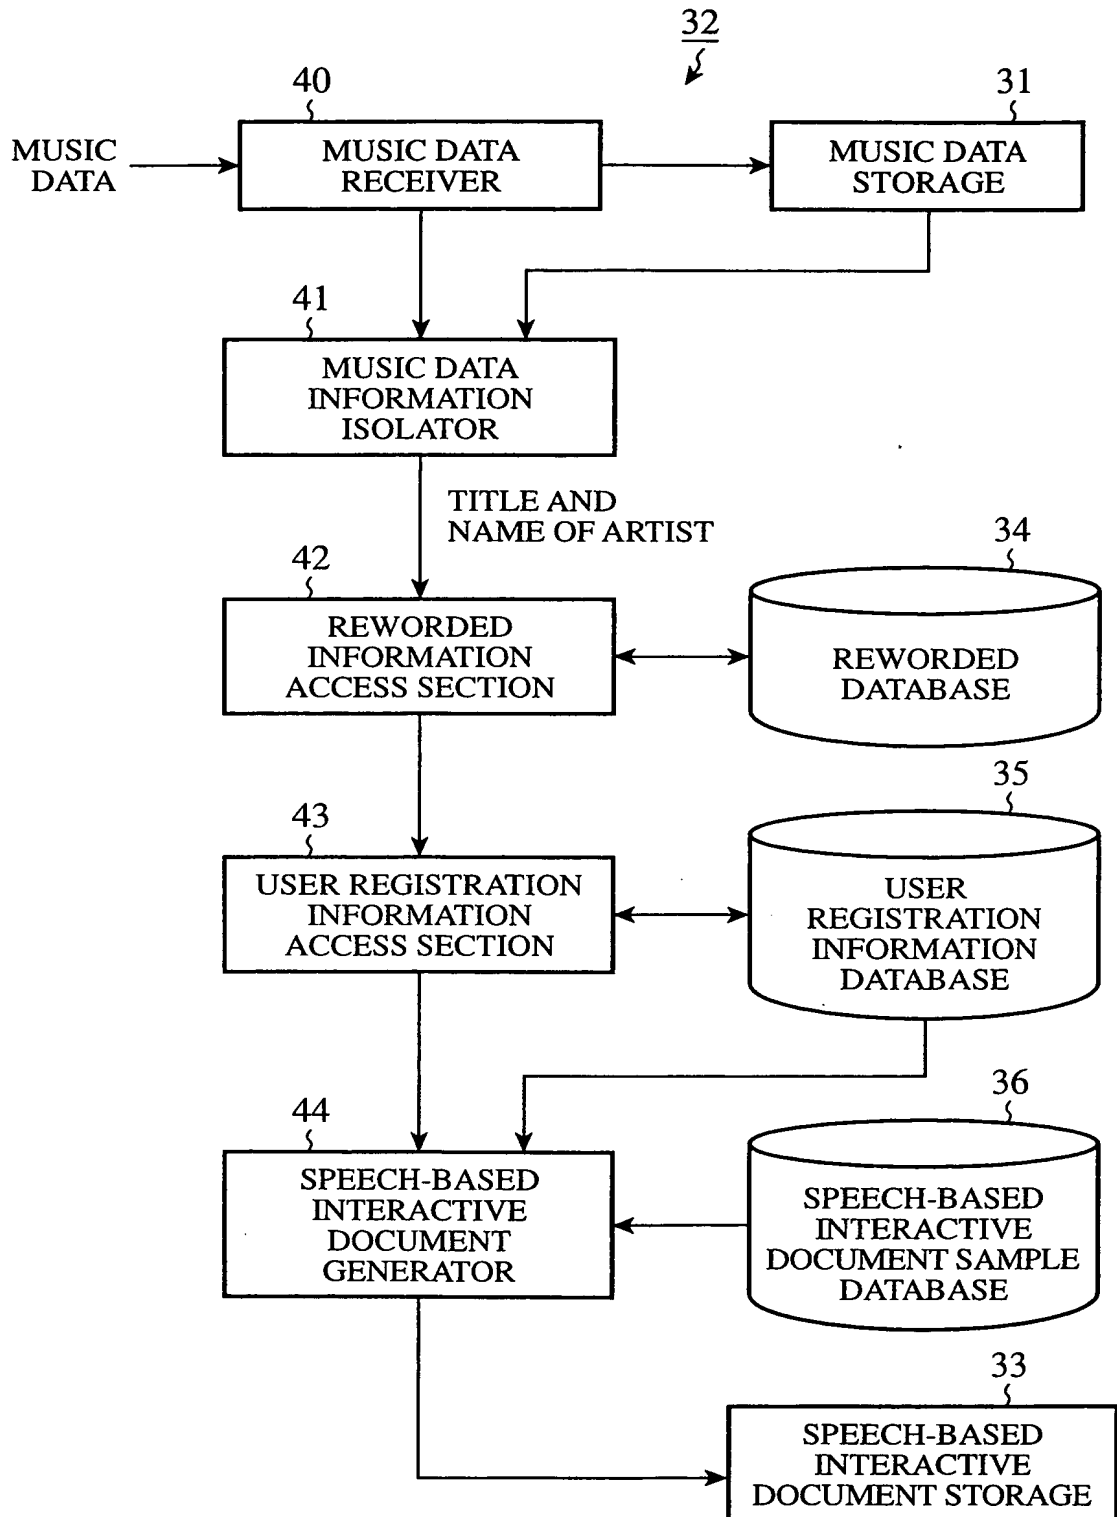 32
40
31
MUSIC
DATA
MUSIC DATA
RECEIVER
MUSIC DATA
STORAGE
41
MUSIC DATA
INFORMATION
ISOLATOR
TITLE AND
NAME OF ARTIST
42
34
REWORDED
INFORMATION
ACCESS SECTION
REWORDED
DATABASE
43
35
USER REGISTRATION
INFORMATION
ACCESS SECTION
USER
REGISTRATION
INFORMATION
DATABASE
44
36
SPEECH-BASED
INTERACTIVE
DOCUMENT
GENERATOR
SPEECH-BASED
INTERACTIVE
DOCUMENT SAMPLE
DATABASE
33
SPEECH-BASED
INTERACTIVE
DOCUMENT STORAGE